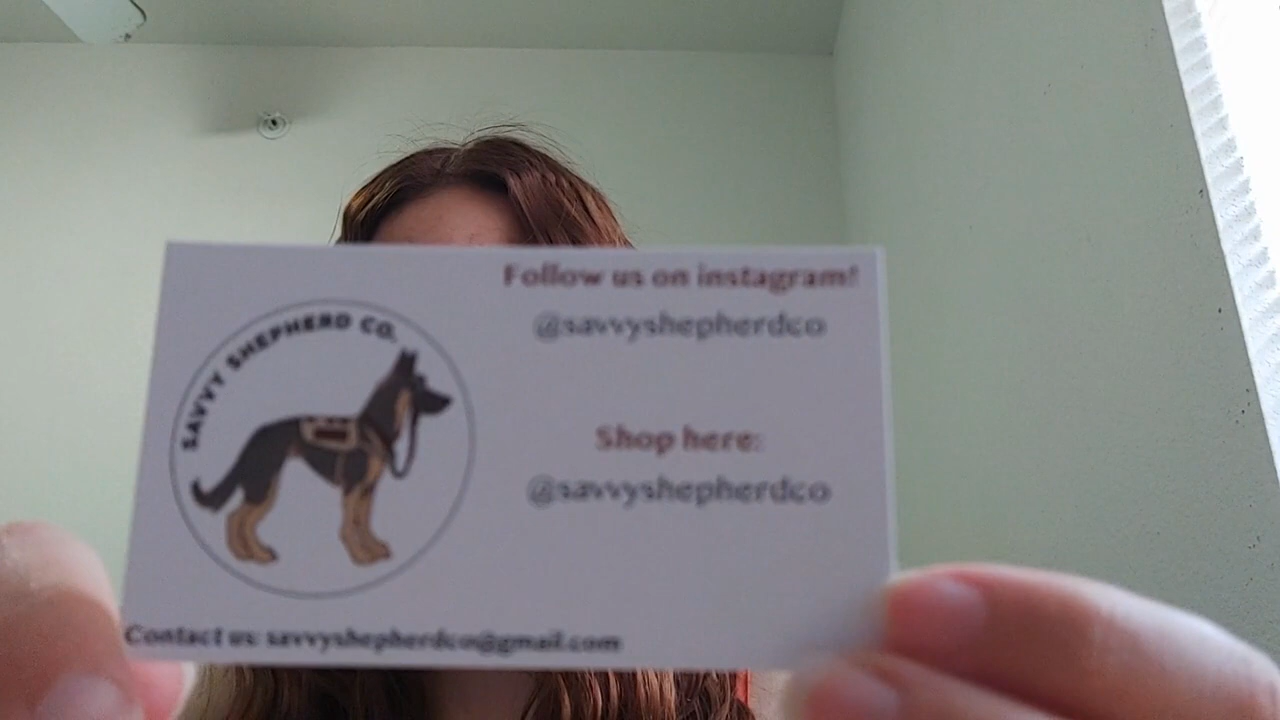 SAVVY SHEPHERD CO.
Follow us on instagram!
@savvyshepherdco
Shop here:
@savvyshepherdco
Contact us: savvyshepherdco@gmail.com